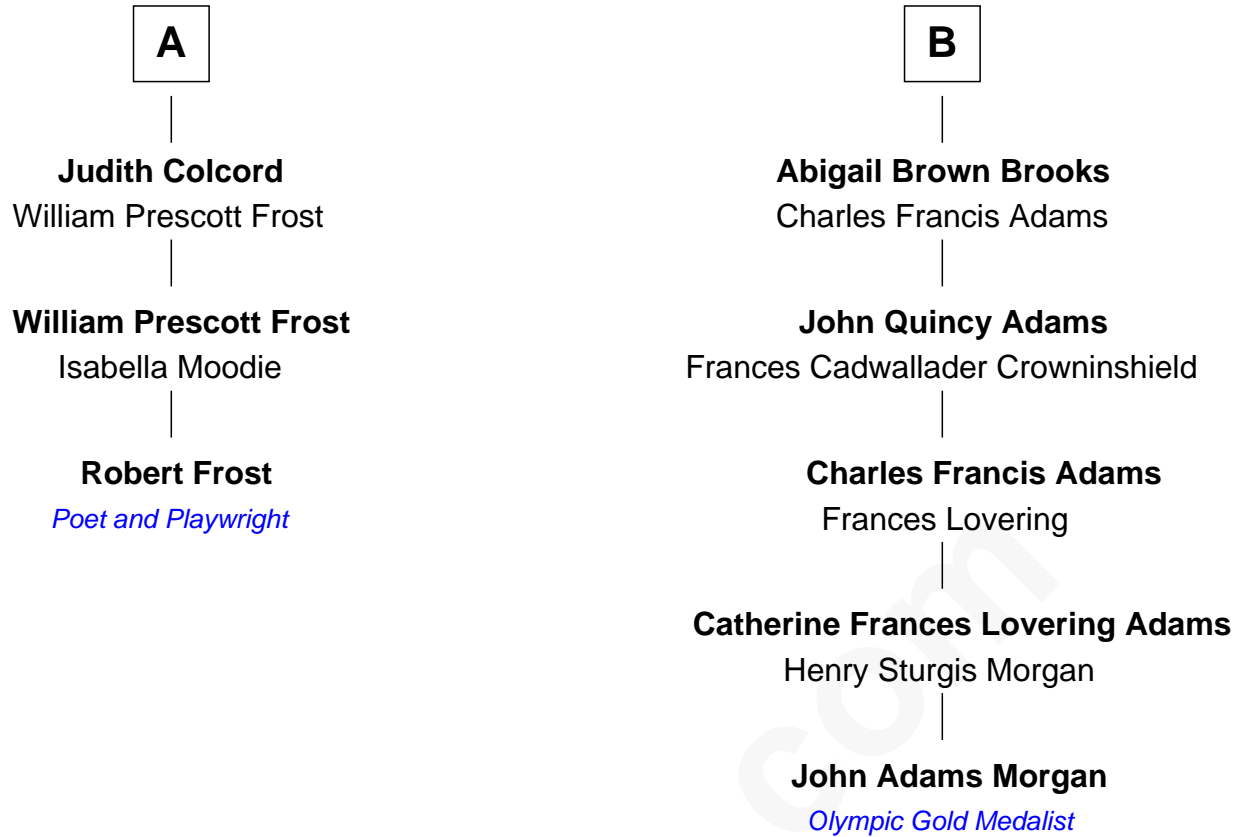 A
Judith Colcord
William Prescott Frost
William Prescott Frost
Isabella Moodie
Robert Frost
Poet and Playwright
B
Abigail Brown Brooks
Charles Francis Adams
John Quincy Adams
Frances Cadwallader Crowninshield
Charles Francis Adams
Frances Lovering
Catherine Frances Lovering Adams
Henry Sturgis Morgan
John Adams Morgan
Olympic Gold Medalist
com